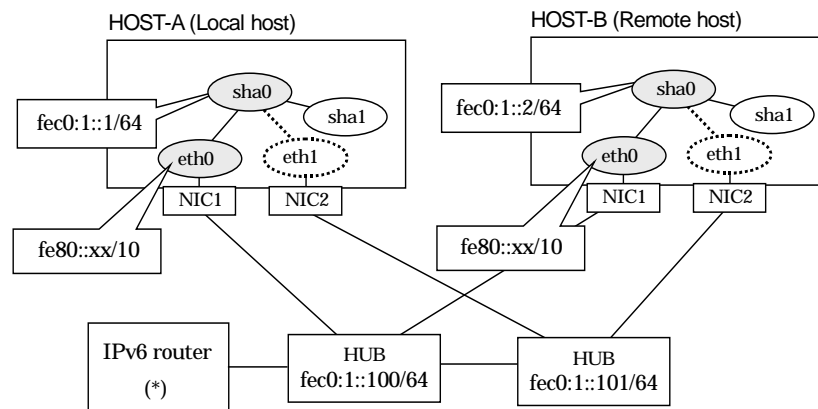 HOST-A (Local host)
HOST-B (Remote host)
sha0
sha1
fec0:1::1/64
eth0
eth1
NIC1
NIC2
fe80::xx/10
sha0
sha1
fec0:1::2/64
eth0
eth1
NIC1
NIC2
fe80::xx/10
IPv6 router
(*)
HUB
fec0:1::100/64
HUB
fec0:1::101/64